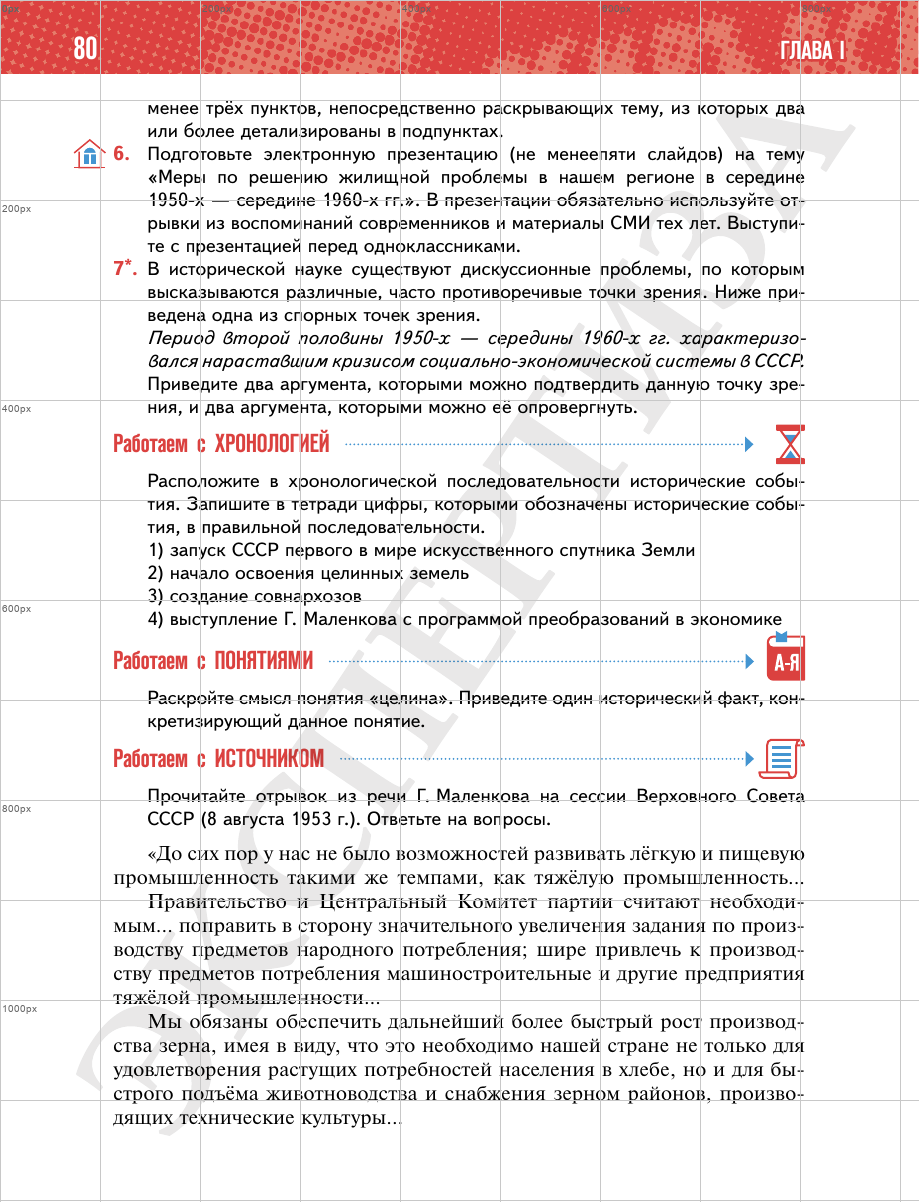 80
ГЛАВА I
менее трёх пунктов, непосредственно раскрывающих тему, из которых два
или более детализированы в подпунктах.
6. Подготовьте электронную презентацию (не менеепяти слайдов) на тему
«Меры по решению жилищной проблемы в нашем регионе в середине
1950-х — середине 1960-х гг.». В презентации обязательно используйте от-
рывки из воспоминаний современников и материалы СМИ тех лет. Выступи-
те с презентацией перед одноклассниками.
7*. В исторической науке существуют дискуссионные проблемы, по которым
высказываются различные, часто противоречивые точки зрения. Ниже при-
ведена одна из спорных точек зрения.
Период второй половины 1950-х — середины 1960-х гг. характеризо-
вался нараставшим кризисом социально-экономической системы в СССР.
Приведите два аргумента, которыми можно подтвердить данную точку зре-
ния, и два аргумента, которыми можно её опровергнуть.
Работаем с ХРОНОЛОГИЕЙ
Расположите в хронологической последовательности исторические собы-
тия. Запишите в тетради цифры, которыми обозначены исторические собы-
тия, в правильной последовательности.
1) запуск СССР первого в мире искусственного спутника Земли
2) начало освоения целинных земель
3) создание совнархозов
4) выступление Г. Маленкова с программой преобразований в экономике
Работаем с ПОНЯТИЯМИ
А-Я
Раскройте смысл понятия «целина». Приведите один исторический факт, кон-
кретизирующий данное понятие.
Работаем с ИСТОЧНИКОМ
Прочитайте отрывок из речи Г. Маленкова на сессии Верховного Совета
СССР (8 августа 1953 г.). Ответьте на вопросы.
«До сих пор у нас не было возможностей развивать лёгкую и пищевую
промышленность такими же темпами, как тяжёлую промышленность...
Правительство и Центральный Комитет партии считают необходи-
мым... поправить в сторону значительного увеличения задания по произ-
водству предметов народного потребления; шире привлечь к производ-
ству предметов потребления машиностроительные и другие предприятия
тяжёлой промышленности...
Мы обязаны обеспечить дальнейший более быстрый рост производ-
ства зерна, имея в виду, что это необходимо нашей стране не только для
удовлетворения растущих потребностей населения в хлебе, но и для бы-
строго подъёма животноводства и снабжения зерном районов, произво-
дящих технические культуры...
ЭКСПЕРТИЗА
200px
400px
600px
800px
1000px